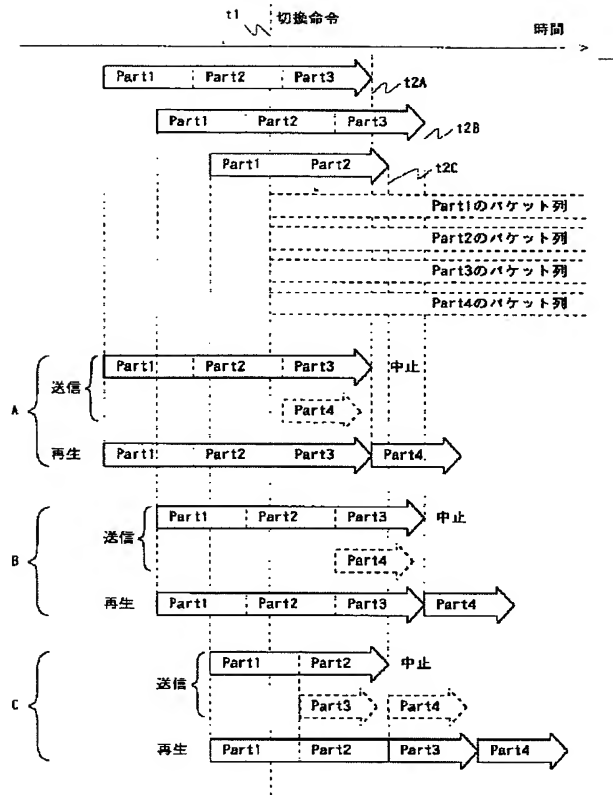 t1 切換命令
時間
Part1 Part2 Part3
t2A
Part1 Part2 Part3
t2B
Part1 Part2
t2C
Part1のパケット列
Part2のパケット列
Part3のパケット列
Part4のパケット列
A
送信
Part1 Part2 Part3 中止
Part4
再生 Part1 Part2 Part3 Part4
B
送信
Part1 Part2 Part3 中止
Part4
再生 Part1 Part2 Part3 Part4
C
送信
Part1 Part2 中止
Part3 Part4
再生 Part1 Part2 Part3 Part4